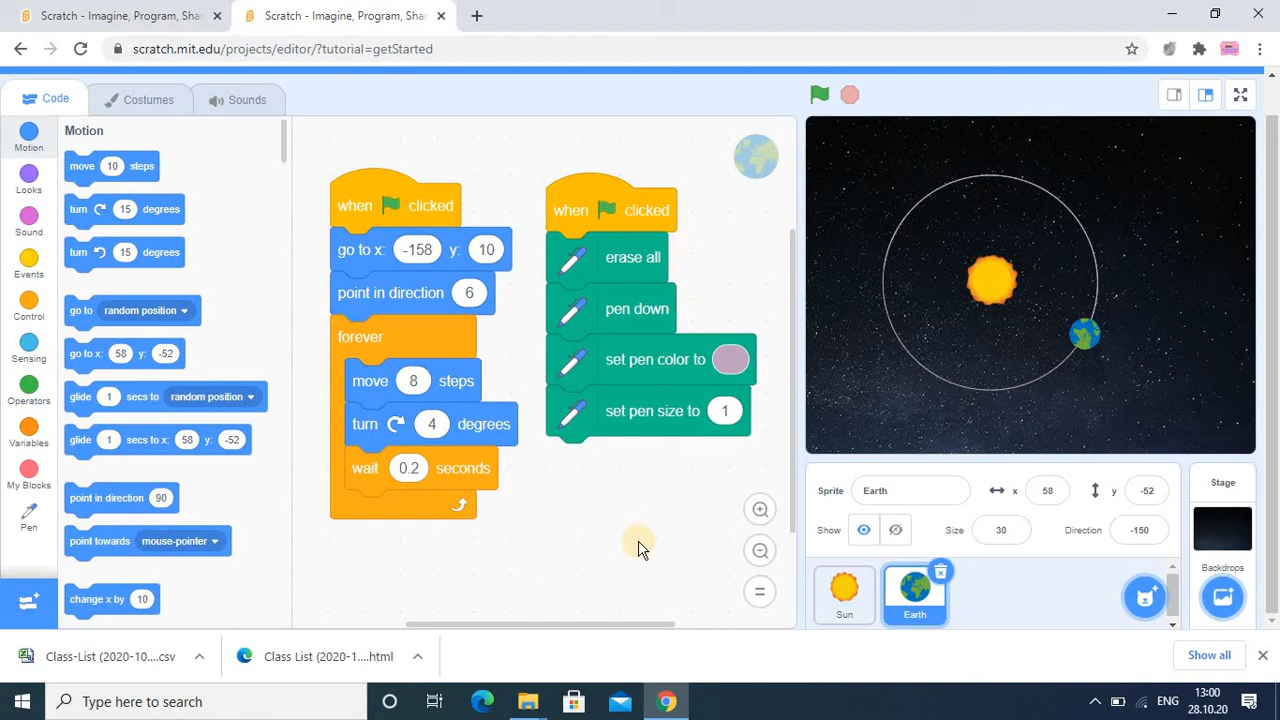 Scratch - Imagine, Program, Shar
Scratch - Imagine, Program, Shar
scratch.mit.edu/projects/editor/?tutorial=getStarted
Code
Costumes
Sounds
Motion
Looks
Sound
Events
Control
Sensing
Operators
Variables
My Blocks
Pen
Motion
move 10 steps
turn 15 degrees
turn 15 degrees
go to random position
go to x: 58 y: -52
glide 1 secs to random position
glide 1 secs to x: 58 y: -52
point in direction 90
point towards mouse-pointer
change x by 10
when clicked
go to x: -158 y: 10
point in direction 6
forever
move 8 steps
turn 4 degrees
wait 0.2 seconds
when clicked
erase all
pen down
set pen color to
set pen size to 1
Sprite Earth x 58 y -52
Show Size 30 Direction -150
Sun
Earth
Stage
Backdrops
Class-List (2020-10....csv
Class List (2020-1....html
Show all
Type here to search
ENG
13:00
28.10.20